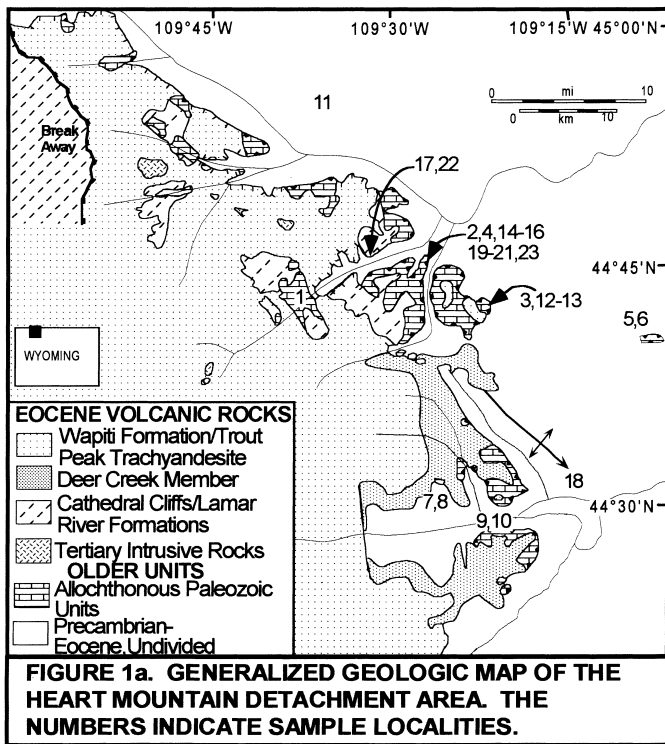 109°45'W
109°30'W
109°15'W 45°00'N
0 mi 10
0 km 10
11
Break
Away
17,22
2,4,14-16
19-21,23
44°45'N
1
3,12-13
5,6
WYOMING
EOCENE VOLCANIC ROCKS
Wapiti Formation/Trout
Peak Trachyandesite
Deer Creek Member
Cathedral Cliffs/Lamar
River Formations
Tertiary Intrusive Rocks
OLDER UNITS
Allochthonous Paleozoic
Units
Precambrian-
Eocene,Undivided
18
7,8
44°30'N
9,10
FIGURE 1a. GENERALIZED GEOLOGIC MAP OF THE
HEART MOUNTAIN DETACHMENT AREA. THE
NUMBERS INDICATE SAMPLE LOCALITIES.